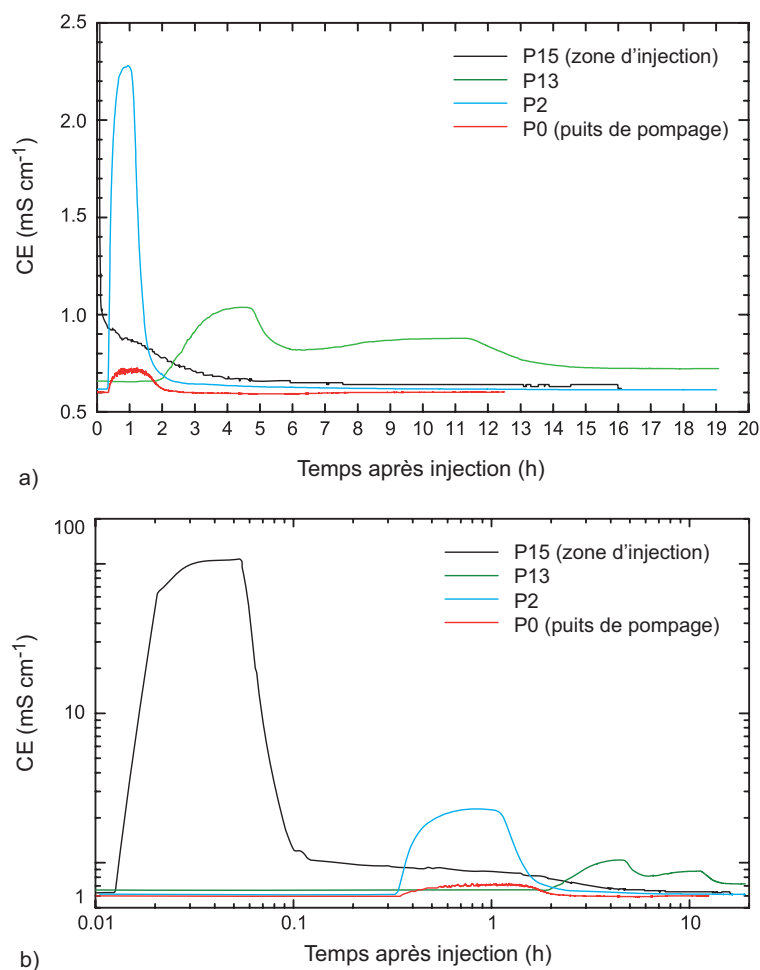 2.5
2.0
1.5
1.0
0.5
CE (mS cm-1)
P15 (zone d'injection)
P13
P2
P0 (puits de pompage)
0 1 2 3 4 5 6 7 8 9 10 11 12 13 14 15 16 17 18 19 20
Temps après injection (h)
a)
100
10
1
CE (mS cm-1)
P15 (zone d'injection)
P13
P2
P0 (puits de pompage)
0.01 0.1 1 10
Temps après injection (h)
b)